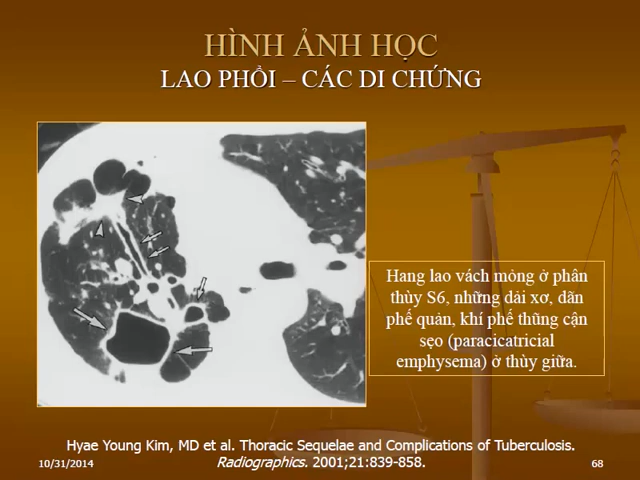 HÌNH ẢNH HỌC
LAO PHỔI – CÁC DI CHỨNG
Hang lao vách mỏng ở phân
thùy S6, những dải xơ, dãn
phế quản, khí phế thũng cận
sẹo (paracicatricial
emphysema) ở thùy giữa.
Hyae Young Kim, MD et al. Thoracic Sequelae and Complications of Tuberculosis.
Radiographics. 2001;21:839-858.
10/31/2014
68